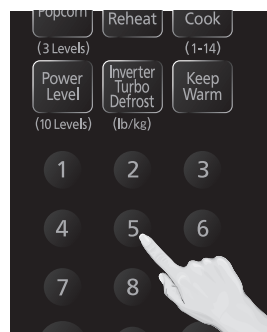 Popcorn Reheat Cook
(3 Levels) (1-14)
Power Level Inverter Turbo Defrost Keep Warm
(10 Levels) (lb/kg)
1 2 3
4 5 6
7 8